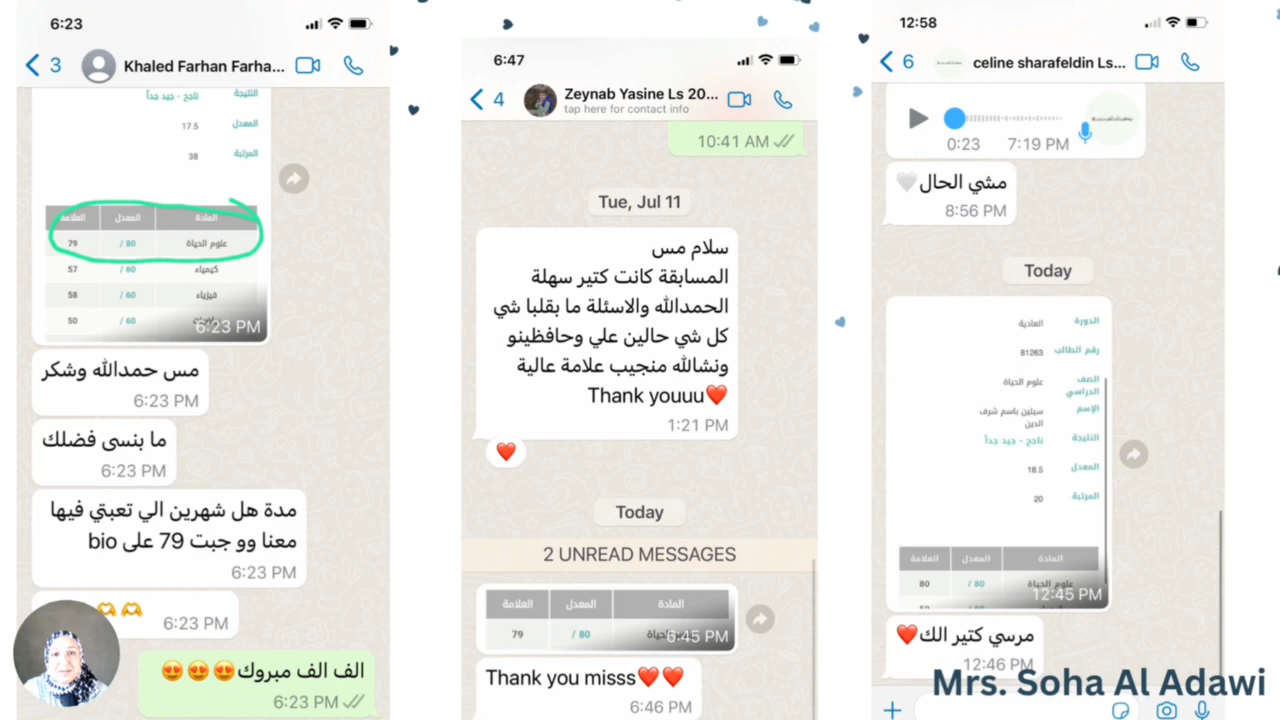 6:23
3
Khaled Farhan Farha...
النتيجة
ناجح - جيد جداً
المعدل
17.5
المرتبة
38
المادة المعدل العلامة
علوم الحياة 80 / 79
كيمياء 60 / 57
فيزياء 60 / 58
60 / 50
6:23 PM
مس حمدالله وشكر
6:23 PM
ما بنسى فضلك
6:23 PM
مدة هل شهرين الي تعبتي فيها
معنا وو جبت 79 على bio
6:23 PM
🫶🫶
6:23 PM
الف الف مبروك😍😍😍
6:23 PM
6:47
4
Zeynab Yasine Ls 20...
tap here for contact info
10:41 AM
Tue, Jul 11
سلام مس
المسابقة كانت كتير سهلة
الحمدالله والاسئلة ما بقلبا شي
كل شي حالين علي وحافظينو
ونشالله منجيب علامة عالية
Thank youuu❤️
1:21 PM
❤️
Today
2 UNREAD MESSAGES
المادة المعدل العلامة
الحياة 80 / 79
6:45 PM
Thank you misss❤️❤️
6:46 PM
12:58
6
celine sharafeldin Ls...
0:23
7:19 PM
مشي الحال🤍
8:56 PM
Today
الدورة
العادية
رقم الطالب
81263
الصف
الدراسي
علوم الحياة
الإسم
سيلين باسم شرف
الدين
النتيجة
ناجح - جيد جداً
المعدل
18.5
المرتبة
20
المادة المعدل العلامة
علوم الحياة 80 / 80
12:45 PM
مرسي كتير الك❤️
12:46 PM
Mrs. Soha Al Adawi